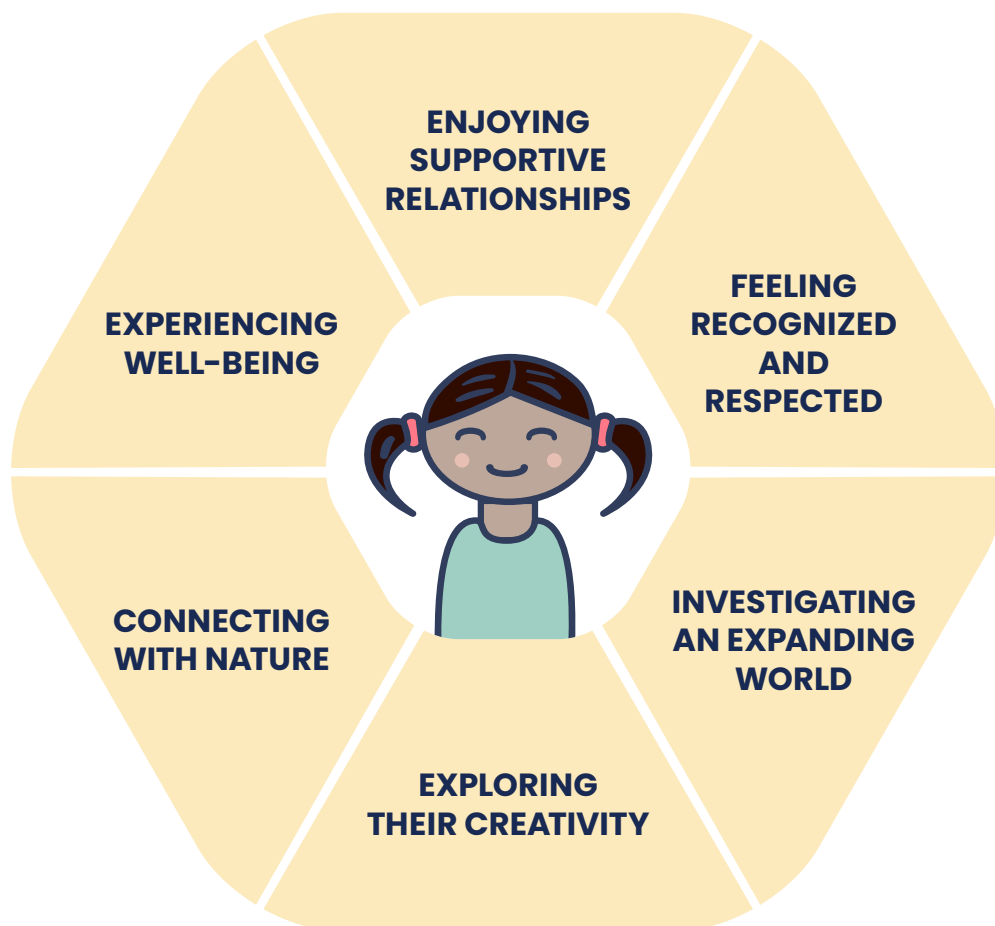 ENJOYING
SUPPORTIVE
RELATIONSHIPS
FEELING
RECOGNIZED
AND
RESPECTED
INVESTIGATING
AN EXPANDING
WORLD
EXPLORING
THEIR CREATIVITY
CONNECTING
WITH NATURE
EXPERIENCING
WELL-BEING